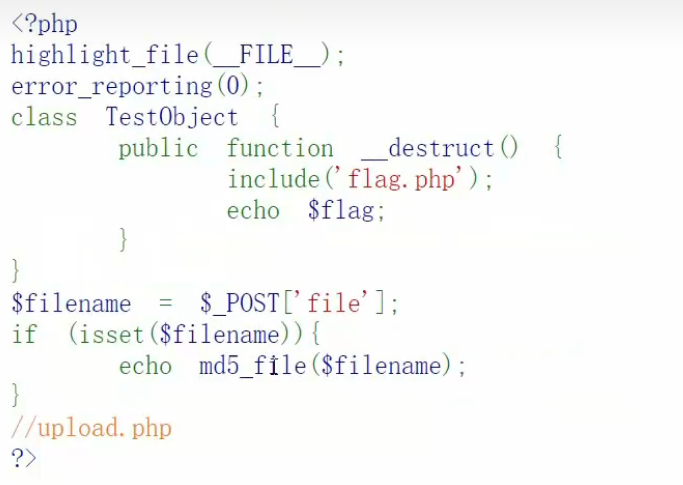 <?php
highlight_file(__FILE__);
error_reporting(0);
class TestObject {
public function __destruct() {
include('flag.php');
echo $flag;
}
}
$filename = $_POST['file'];
if (isset($filename)){
echo md5_file($filename);
}
//upload.php
?>